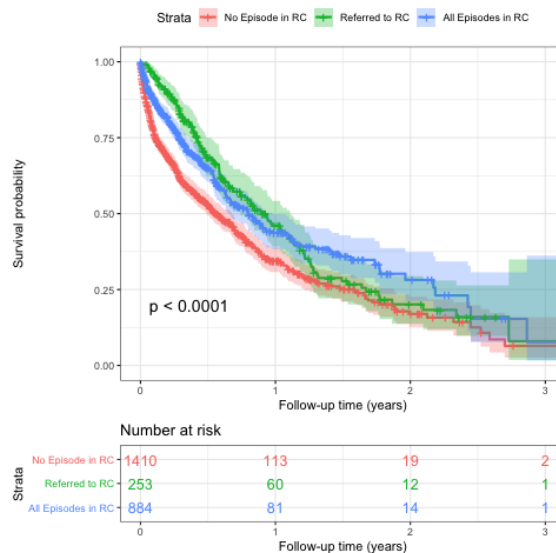 Strata No Episode in RC Referred to RC All Episodes in RC
1.00
0.75
0.50
0.25
0.00
Survival probability
p < 0.0001
0 1 2 3
Follow-up time (years)
Number at risk
Strata
No Episode in RC 1410 113 19 2
Referred to RC 253 60 12 1
All Episodes in RC 884 81 14 1
0 1 2 3
Follow-up time (years)